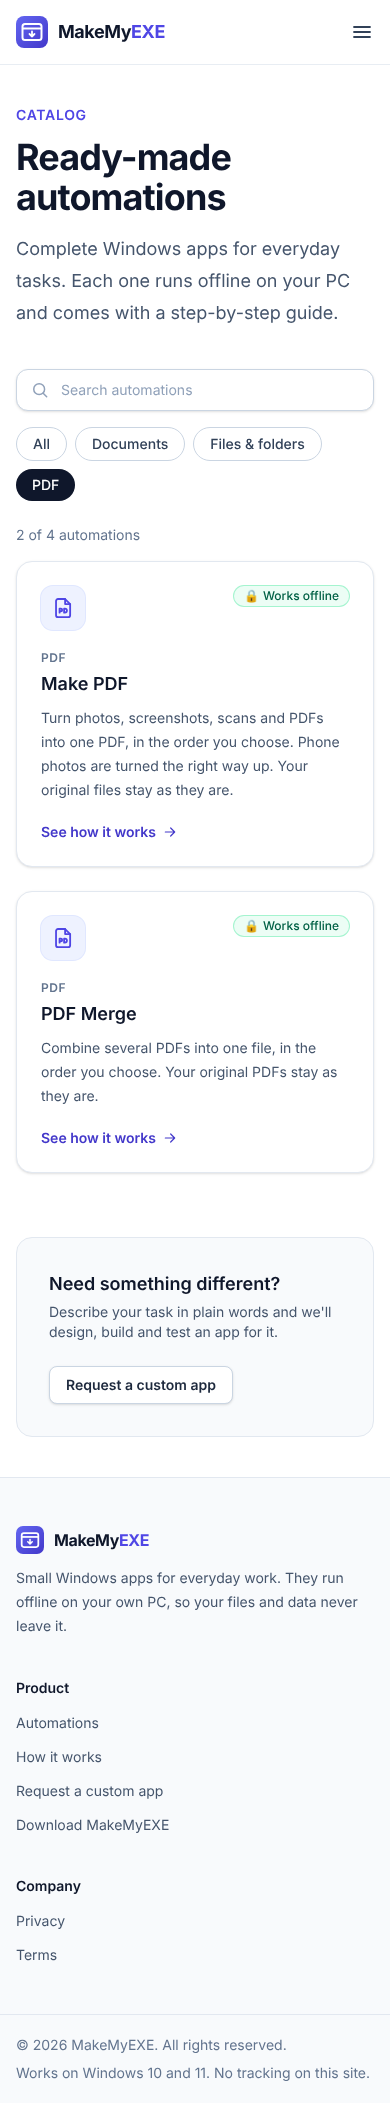 MakeMyEXE
CATALOG
Ready-made
automations
Complete Windows apps for everyday
tasks. Each one runs offline on your PC
and comes with a step-by-step guide.
Search automations
All
Documents
Files & folders
PDF
2 of 4 automations
PD
🔒 Works offline
PDF
Make PDF
Turn photos, screenshots, scans and PDFs
into one PDF, in the order you choose. Phone
photos are turned the right way up. Your
original files stay as they are.
See how it works →
PD
🔒 Works offline
PDF
PDF Merge
Combine several PDFs into one file, in the
order you choose. Your original PDFs stay as
they are.
See how it works →
Need something different?
Describe your task in plain words and we'll
design, build and test an app for it.
Request a custom app
MakeMyEXE
Small Windows apps for everyday work. They run
offline on your own PC, so your files and data never
leave it.
Product
Automations
How it works
Request a custom app
Download MakeMyEXE
Company
Privacy
Terms
© 2026 MakeMyEXE. All rights reserved.
Works on Windows 10 and 11. No tracking on this site.